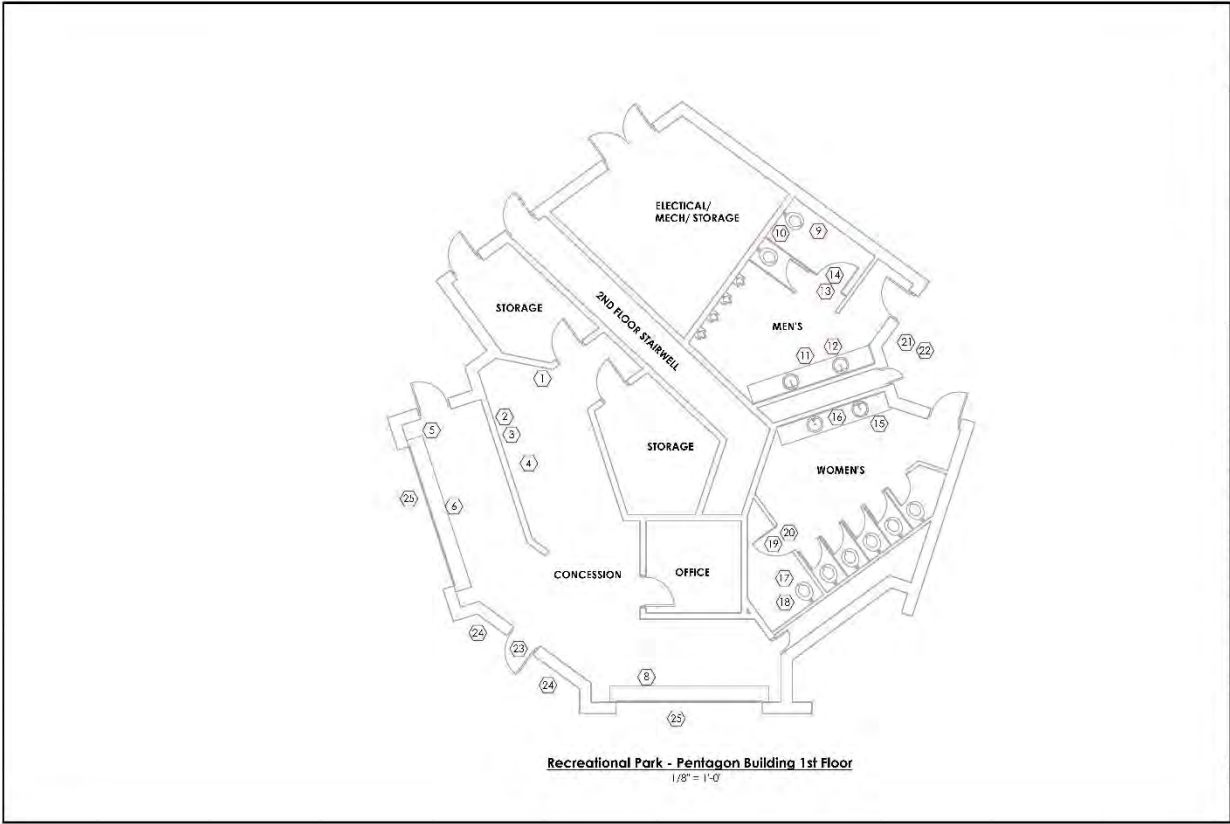 ELECTICAL/
MECH/ STORAGE
10
9
14
13
STORAGE
2ND FLOOR STAIRWELL
MEN'S
12
11
21
22
1
2
3
4
5
16
15
STORAGE
WOMEN'S
25
6
20
19
CONCESSION
OFFICE
17
18
24
23
24
8
25
Recreational Park - Pentagon Building 1st Floor
1/8" = 1'-0"